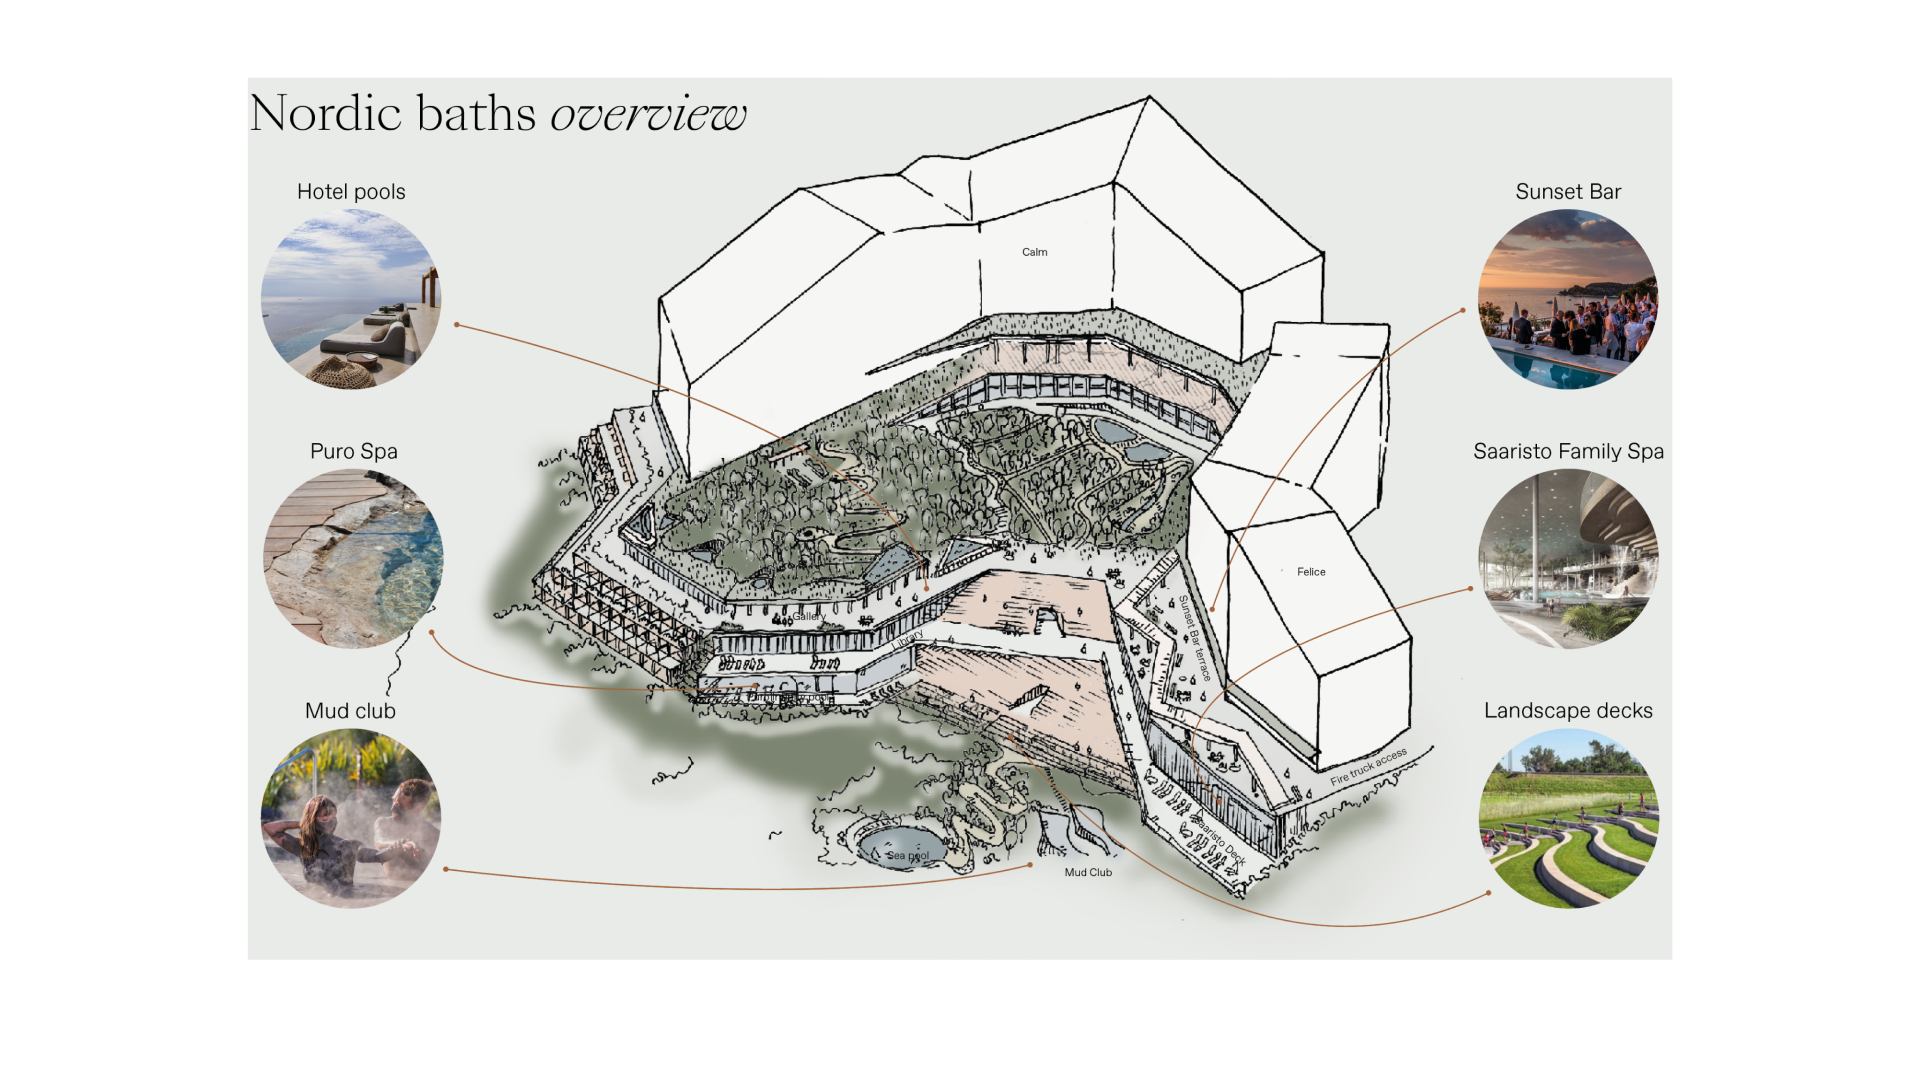 Nordic baths overview
Hotel pools
Sunset Bar
Calm
Puro Spa
Saaristo Family Spa
Felice
Gallery
Library
Sunset Bar terrace
Mud club
Landscape decks
Fire truck access
Saaristo Deck
Sea pool
Mud Club